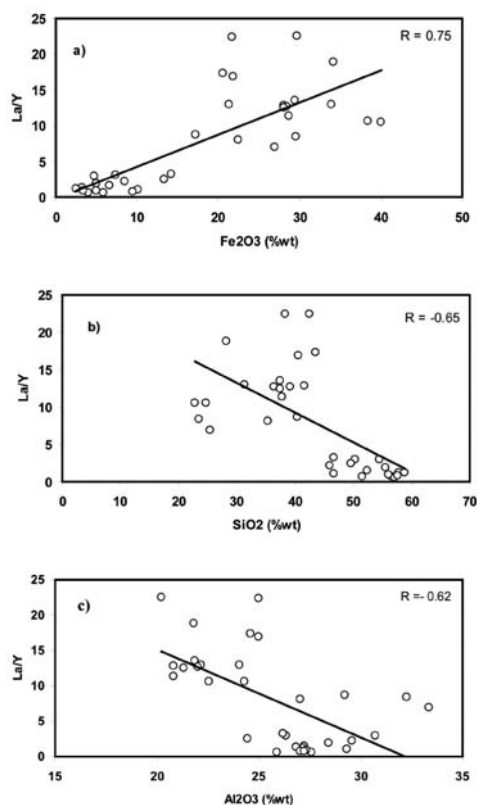 25
a)
R = 0.75
20
15
La/Y
10
5
0
0 10 20 30 40 50
Fe2O3 (%wt)
25
b)
R = -0.65
20
15
La/Y
10
5
0
0 10 20 30 40 50 60 70
SiO2 (%wt)
25
c)
R =- 0.62
20
15
La/Y
10
5
0
15 20 25 30 35
Al2O3 (%wt)